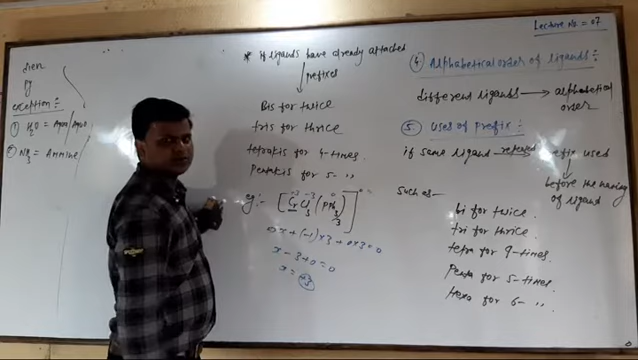 Lecture No. = 07
Exception :-
① H2O = Aqua/Aquo
② NH3 = Ammine
* if ligands have already attached
prefixes
Bis for twice
tris for thrice
tetrakis for 4-times.
Pentakis for 5- "
eg :- [CrCl3(PPh3)3]
x + (-1)×3 + 0×3=0
x - 3+0=0
x = +3
④ Alphabetical order of ligands :-
different ligands → alphabetical
order
⑤ Uses of prefix :-
if same ligand repeated used
before the naming
of ligand
such as—
bi for twice.
tri for thrice.
tetra for 4-times.
Penta for 5-times.
Hexa for 6- "